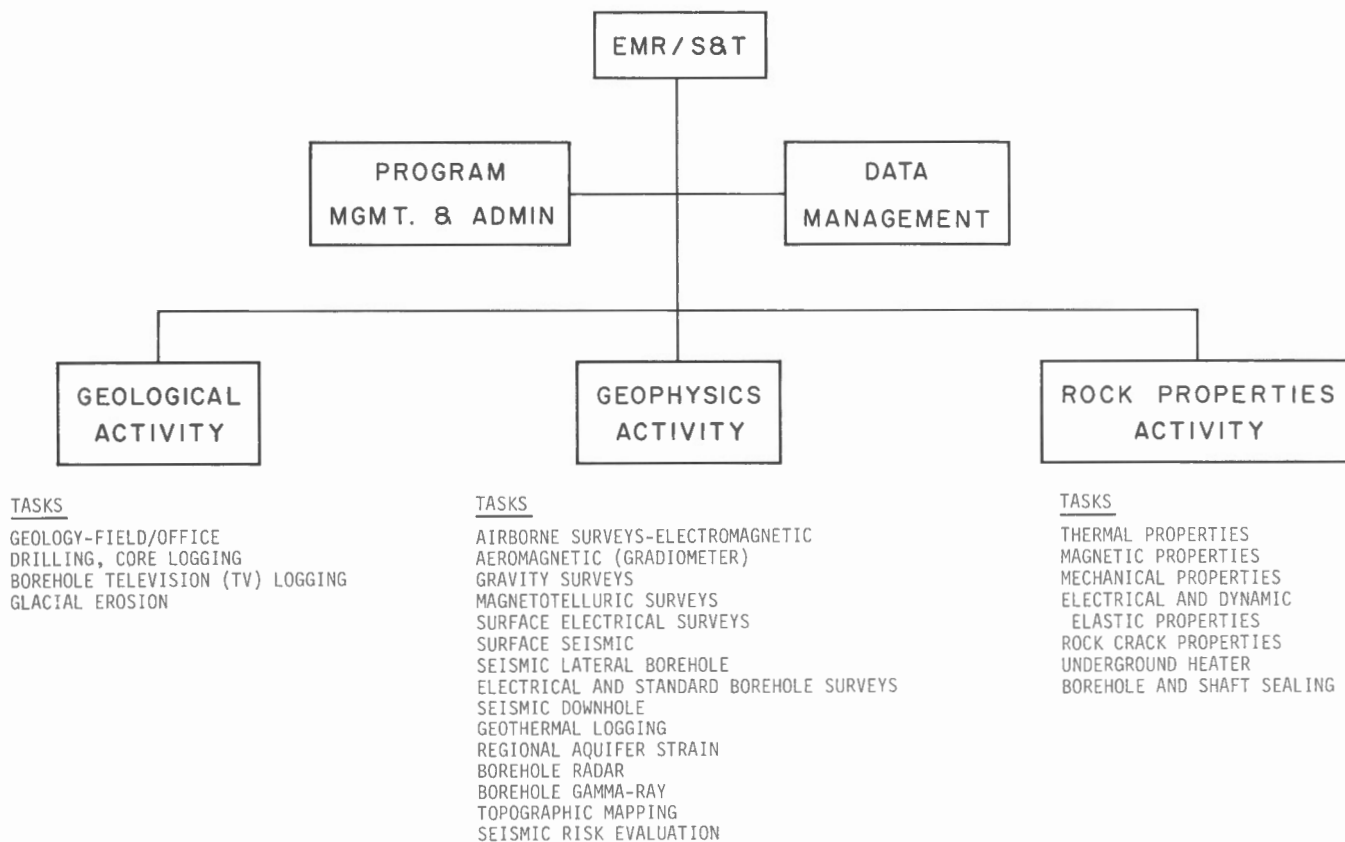 EMR/S&T
PROGRAM
MGMT. & ADMIN
DATA
MANAGEMENT
GEOLOGICAL
ACTIVITY
GEOPHYSICS
ACTIVITY
ROCK PROPERTIES
ACTIVITY
TASKS
GEOLOGY-FIELD/OFFICE
DRILLING, CORE LOGGING
BOREHOLE TELEVISION (TV) LOGGING
GLACIAL EROSION
TASKS
AIRBORNE SURVEYS-ELECTROMAGNETIC
AEROMAGNETIC (GRADIOMETER)
GRAVITY SURVEYS
MAGNETOTELLURIC SURVEYS
SURFACE ELECTRICAL SURVEYS
SURFACE SEISMIC
SEISMIC LATERAL BOREHOLE
ELECTRICAL AND STANDARD BOREHOLE SURVEYS
SEISMIC DOWNHOLE
GEOTHERMAL LOGGING
REGIONAL AQUIFER STRAIN
BOREHOLE RADAR
BOREHOLE GAMMA-RAY
TOPOGRAPHIC MAPPING
SEISMIC RISK EVALUATION
TASKS
THERMAL PROPERTIES
MAGNETIC PROPERTIES
MECHANICAL PROPERTIES
ELECTRICAL AND DYNAMIC
ELASTIC PROPERTIES
ROCK CRACK PROPERTIES
UNDERGROUND HEATER
BOREHOLE AND SHAFT SEALING